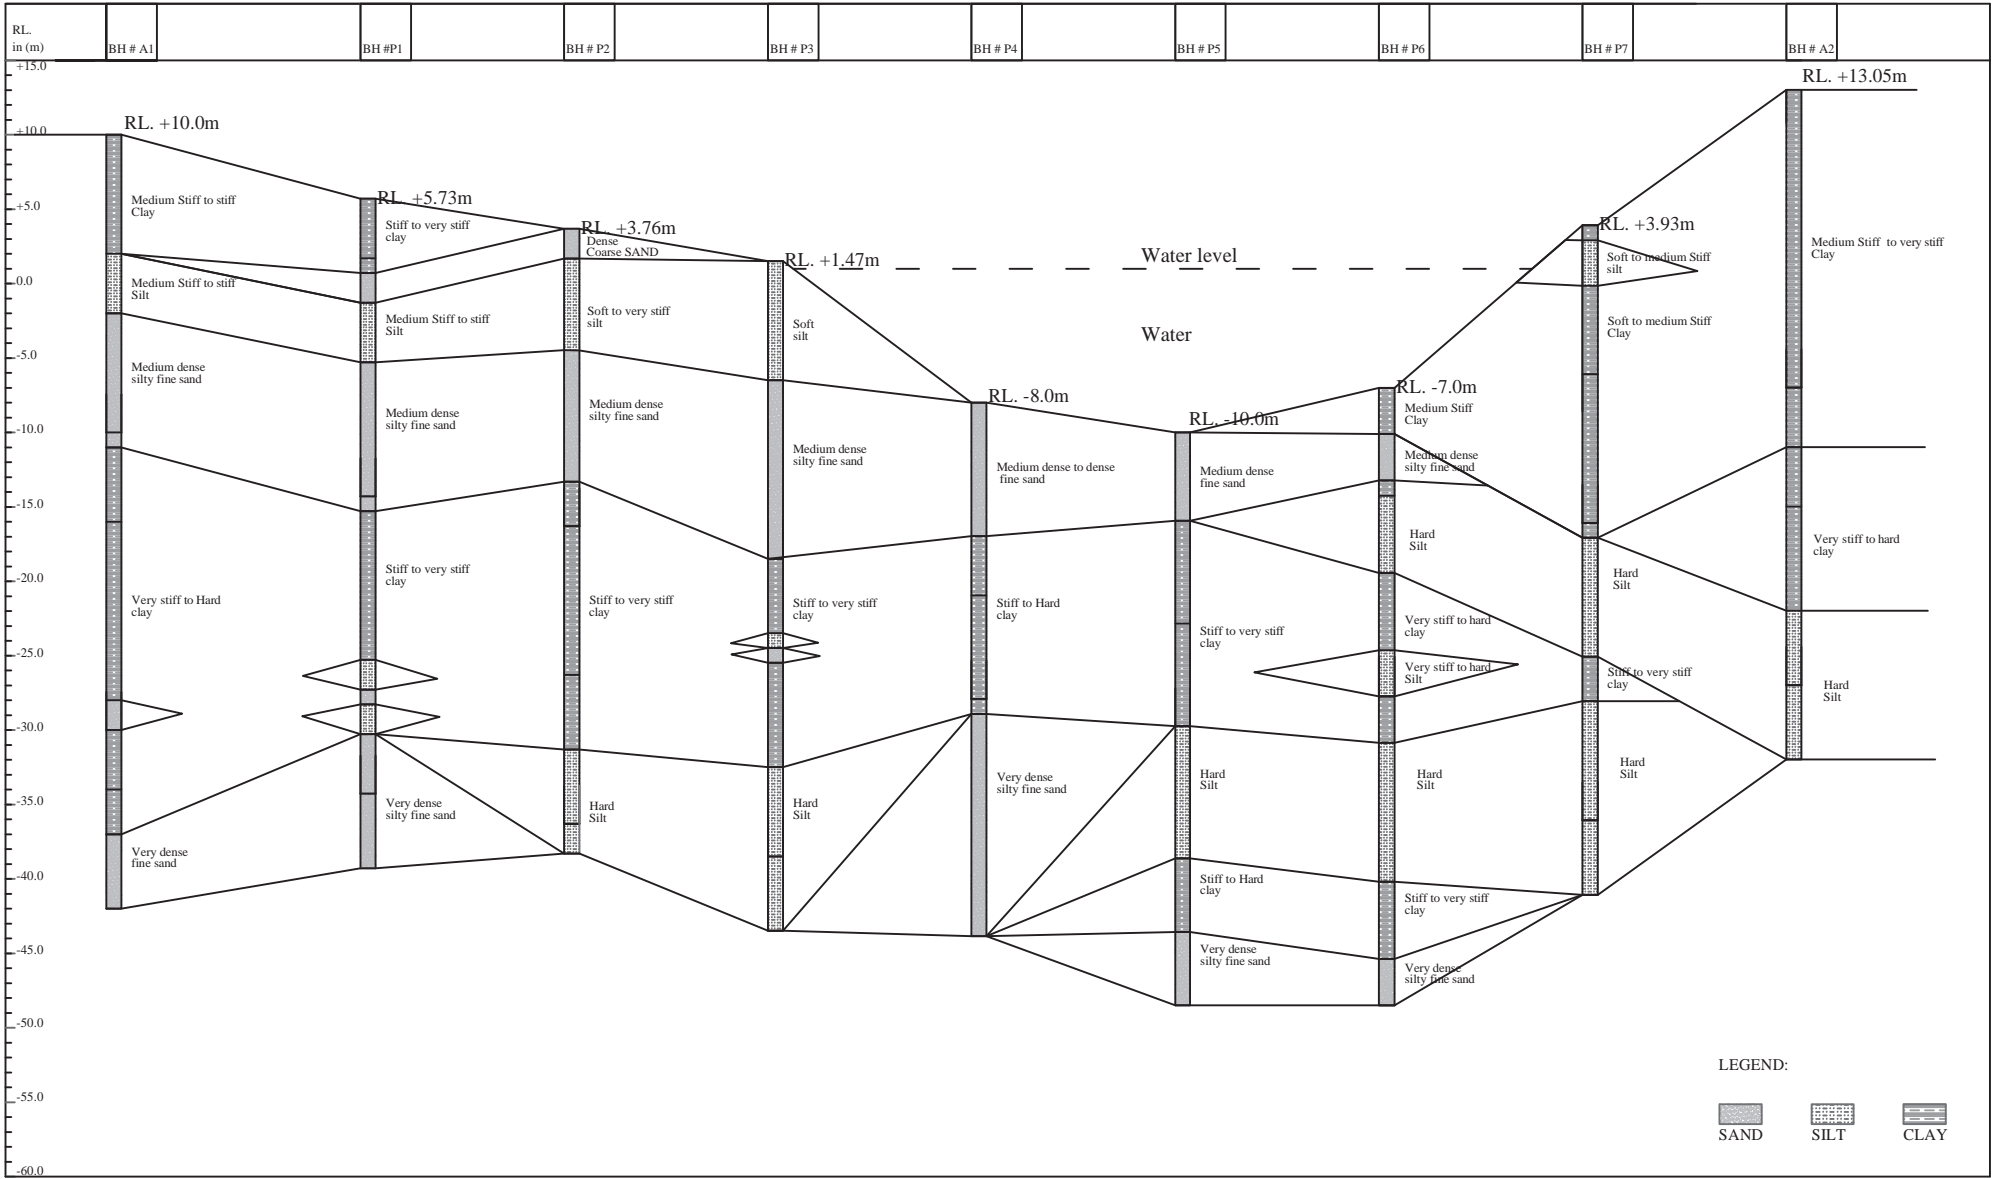 RL.
in (m)
BH # A1
BH #P1
BH # P2
BH # P3
BH # P4
BH # P5
BH # P6
BH # P7
BH # A2
+15.0
+10.0
+5.0
0.0
-5.0
-10.0
-15.0
-20.0
-25.0
-30.0
-35.0
-40.0
-45.0
-50.0
-55.0
-60.0
RL. +10.0m
Medium Stiff to stiff
Clay
Medium Stiff to stiff
Silt
Medium dense
silty fine sand
Very stiff to Hard
clay
Very dense
fine sand
RL. +5.73m
Stiff to very stiff
clay
Medium Stiff to stiff
Silt
Medium dense
silty fine sand
Stiff to very stiff
clay
Very dense
silty fine sand
RL. +3.76m
Dense
Coarse SAND
Soft to very stiff
silt
Medium dense
silty fine sand
Stiff to very stiff
clay
Hard
Silt
RL. +1.47m
Soft
silt
Medium dense
silty fine sand
Stiff to very stiff
clay
Hard
Silt
Water level
Water
RL. -8.0m
Medium dense to dense
fine sand
Stiff to Hard
clay
Very dense
silty fine sand
RL. -10.0m
Medium dense
fine sand
Stiff to very stiff
clay
Hard
Silt
Stiff to Hard
clay
Very dense
silty fine sand
RL. -7.0m
Medium Stiff
Clay
Medium dense
silty fine sand
Hard
Silt
Very stiff to hard
clay
Very stiff to hard
Silt
Hard
Silt
Stiff to very stiff
clay
Very dense
silty fine sand
RL. +3.93m
Soft to medium Stiff
silt
Soft to medium Stiff
Clay
Hard
Silt
Stiff to very stiff
clay
Hard
Silt
RL. +13.05m
Medium Stiff to very stiff
Clay
Very stiff to hard
clay
Hard
Silt
LEGEND:
SAND
SILT
CLAY